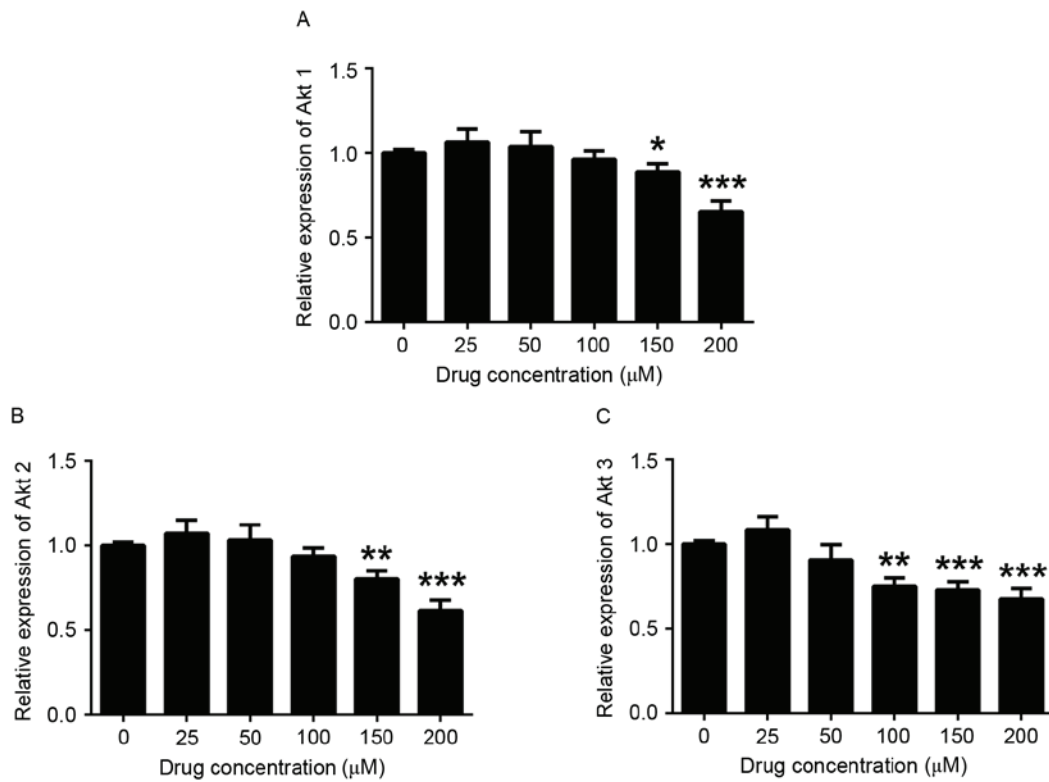 A
Relative expression of Akt 1
1.5
1.0
0.5
0.0
*
***
0 25 50 100 150 200
Drug concentration (μM)
B
Relative expression of Akt 2
1.5
1.0
0.5
0.0
**
***
0 25 50 100 150 200
Drug concentration (μM)
C
Relative expression of Akt 3
1.5
1.0
0.5
0.0
** *** ***
0 25 50 100 150 200
Drug concentration (μM)